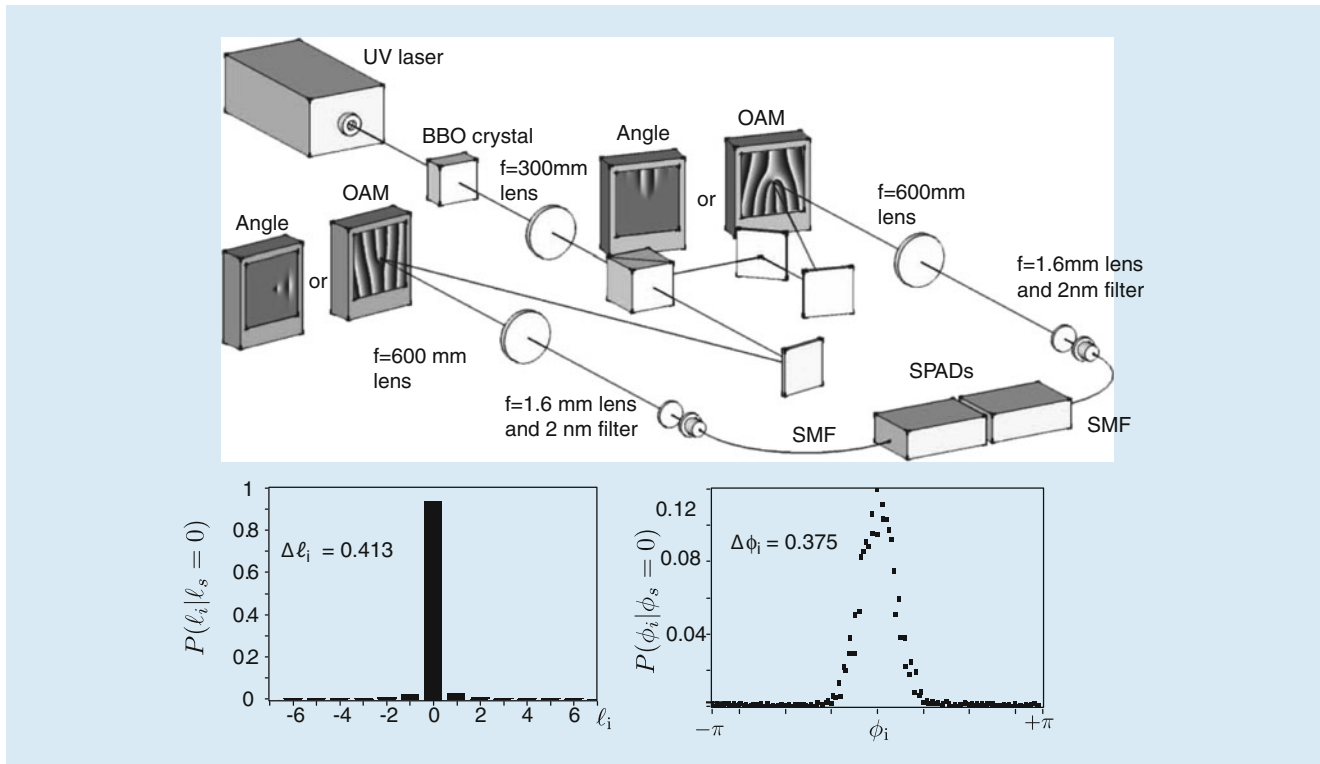 UV laser
BBO crystal
f=300mm
lens
Angle
or
OAM
f=600mm
lens
f=1.6mm lens
and 2nm filter
Angle
or
OAM
f=600 mm
lens
f=1.6 mm lens
and 2 nm filter
SMF
SPADs
SMF
P(ℓi|ℓs = 0)
1
0.8
0.6
0.4
0.2
0
Δℓi = 0.413
-6 -4 -2 0 2 4 6 ℓi
P(ϕi|ϕs = 0)
0.12
0.08
0.04
Δϕi = 0.375
−π ϕi +π